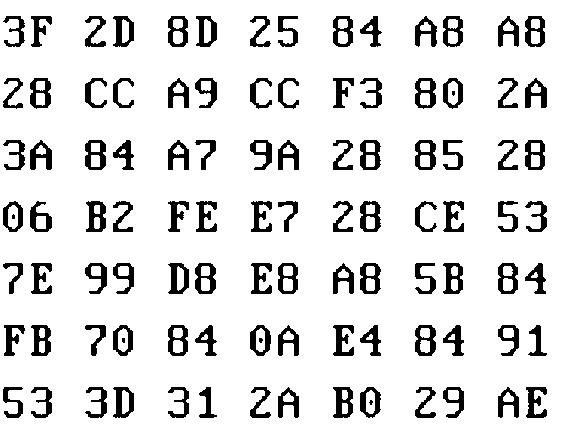 3F 2D 8D 25 84 A8 A8
28 CC A9 CC F3 80 2A
3A 84 A7 9A 28 85 28
06 B2 FE E7 28 CE 53
7E 99 D8 E8 A8 5B 84
FB 70 84 0A E4 84 91
53 3D 31 2A B0 29 AE